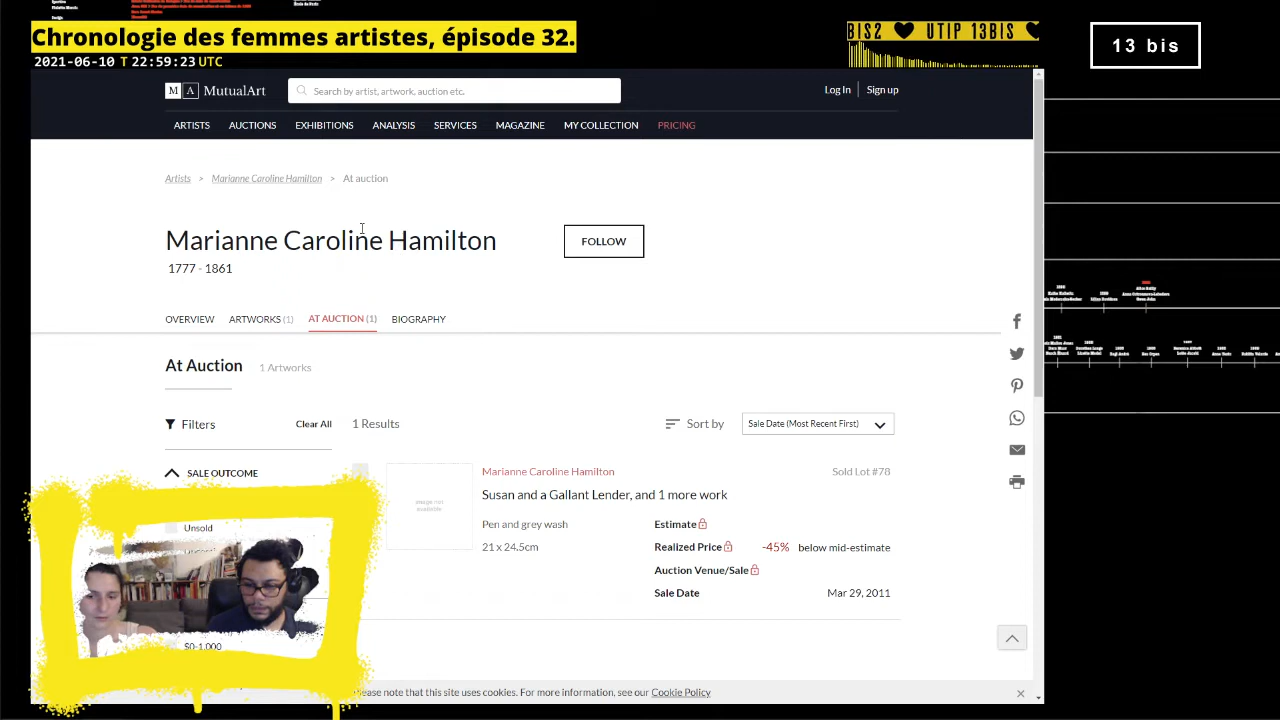 Chronologie des femmes artistes, épisode 32.
2021-06-10 T 22:59:23 UTC
BIS2 UTIP 13BIS
13 bis
M A MutualArt
Search by artist, artwork, auction etc.
Log In Sign up
ARTISTS AUCTIONS EXHIBITIONS ANALYSIS SERVICES MAGAZINE MY COLLECTION PRICING
Artists > Marianne Caroline Hamilton > At auction
Marianne Caroline Hamilton
FOLLOW
1777 - 1861
OVERVIEW ARTWORKS (1) AT AUCTION (1) BIOGRAPHY
At Auction 1 Artworks
Filters Clear All 1 Results Sort by Sale Date (Most Recent First)
SALE OUTCOME
Marianne Caroline Hamilton Sold Lot #78
image not
available
Susan and a Gallant Lender, and 1 more work
Unsold
Pen and grey wash Estimate
21 x 24.5cm Realized Price -45% below mid-estimate
Auction Venue/Sale
Sale Date Mar 29, 2011
$0-1,000
ease note that this site uses cookies. For more information, see our Cookie Policy